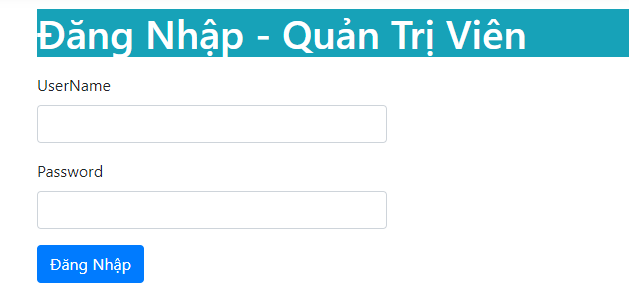 Đăng Nhập - Quản Trị Viên
UserName
Password
Đăng Nhập